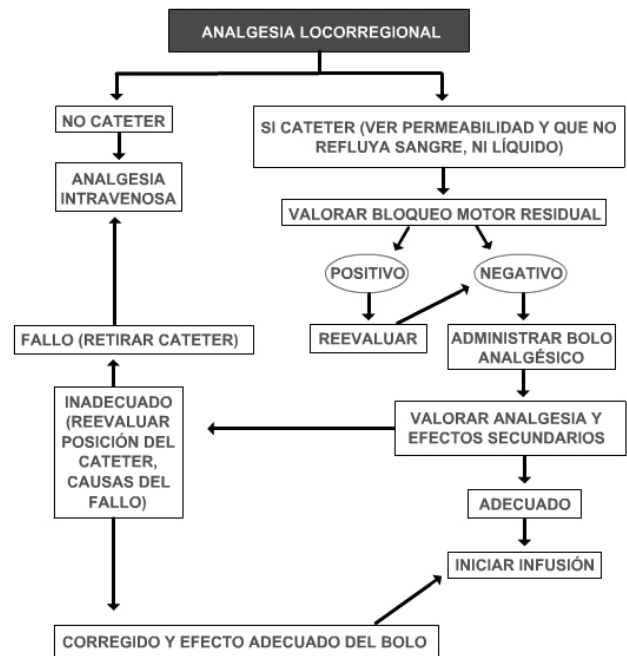 ANALGESIA LOCORREGIONAL
NO CATETER
SI CATETER (VER PERMEABILIDAD Y QUE NO
REFLUYA SANGRE, NI LÍQUIDO)
ANALGESIA
INTRAVENOSA
VALORAR BLOQUEO MOTOR RESIDUAL
POSITIVO
NEGATIVO
FALLO (RETIRAR CATETER)
REEVALUAR
ADMINISTRAR BOLO
ANALGÉSICO
INADECUADO
(REEVALUAR
POSICIÓN DEL
CATETER,
CAUSAS DEL
FALLO)
VALORAR ANALGESIA Y
EFECTOS SECUNDARIOS
ADECUADO
INICIAR INFUSIÓN
CORREGIDO Y EFECTO ADECUADO DEL BOLO